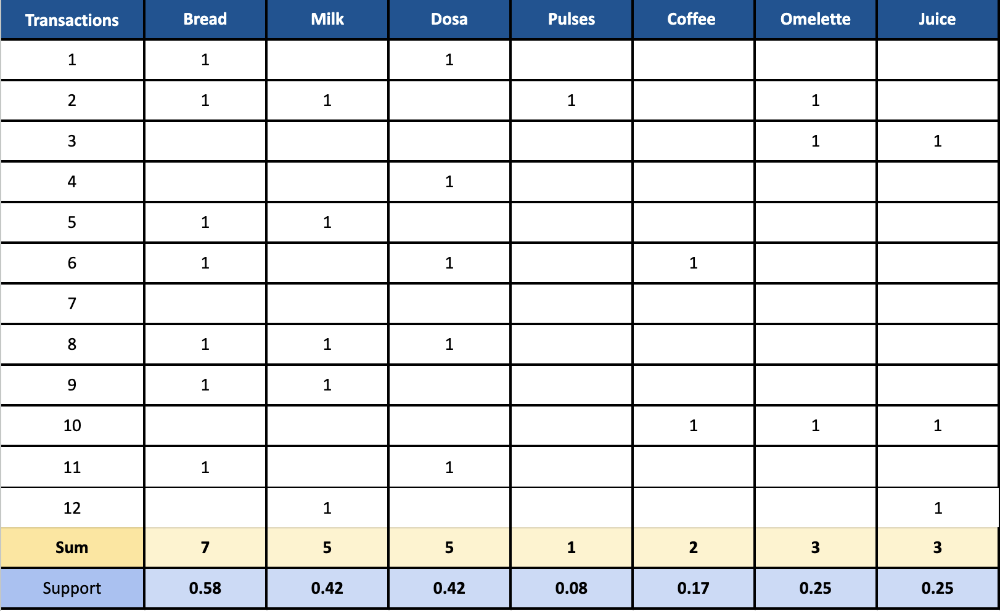 Transactions Bread Milk Dosa Pulses Coffee Omelette Juice
1 1 1
2 1 1 1 1
3 1 1
4 1
5 1 1
6 1 1 1
7
8 1 1 1
9 1 1
10 1 1 1
11 1 1
12 1 1
Sum 7 5 5 1 2 3 3
Support 0.58 0.42 0.42 0.08 0.17 0.25 0.25